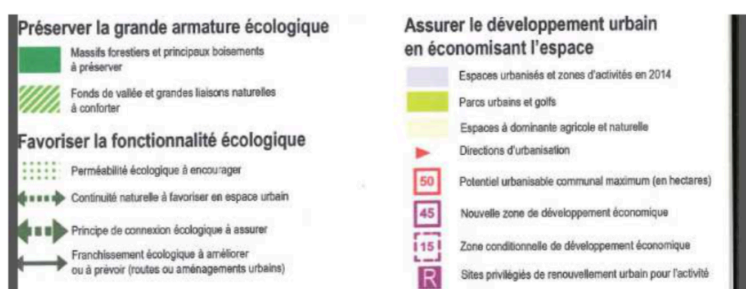 Préserver la grande armature écologique
Massifs forestiers et principaux boisements
à préserver
Fonds de vallée et grandes liaisons naturelles
à conforter
Favoriser la fonctionnalité écologique
Perméabilité écologique à encourager
Continuité naturelle à favoriser en espace urbain
Principe de connexion écologique à assurer
Franchissement écologique à améliorer
ou à prévoir (routes ou aménagements urbains)
Assurer le développement urbain
en économisant l'espace
Espaces urbanisés et zones d'activités en 2014
Parcs urbains et golfs
Espaces à dominante agricole et naturelle
Directions d'urbanisation
50 Potentiel urbanisable communal maximum (en hectares)
45 Nouvelle zone de développement économique
15 Zone conditionnelle de développement économique
R Sites privilégiés de renouvellement urbain pour l'activité